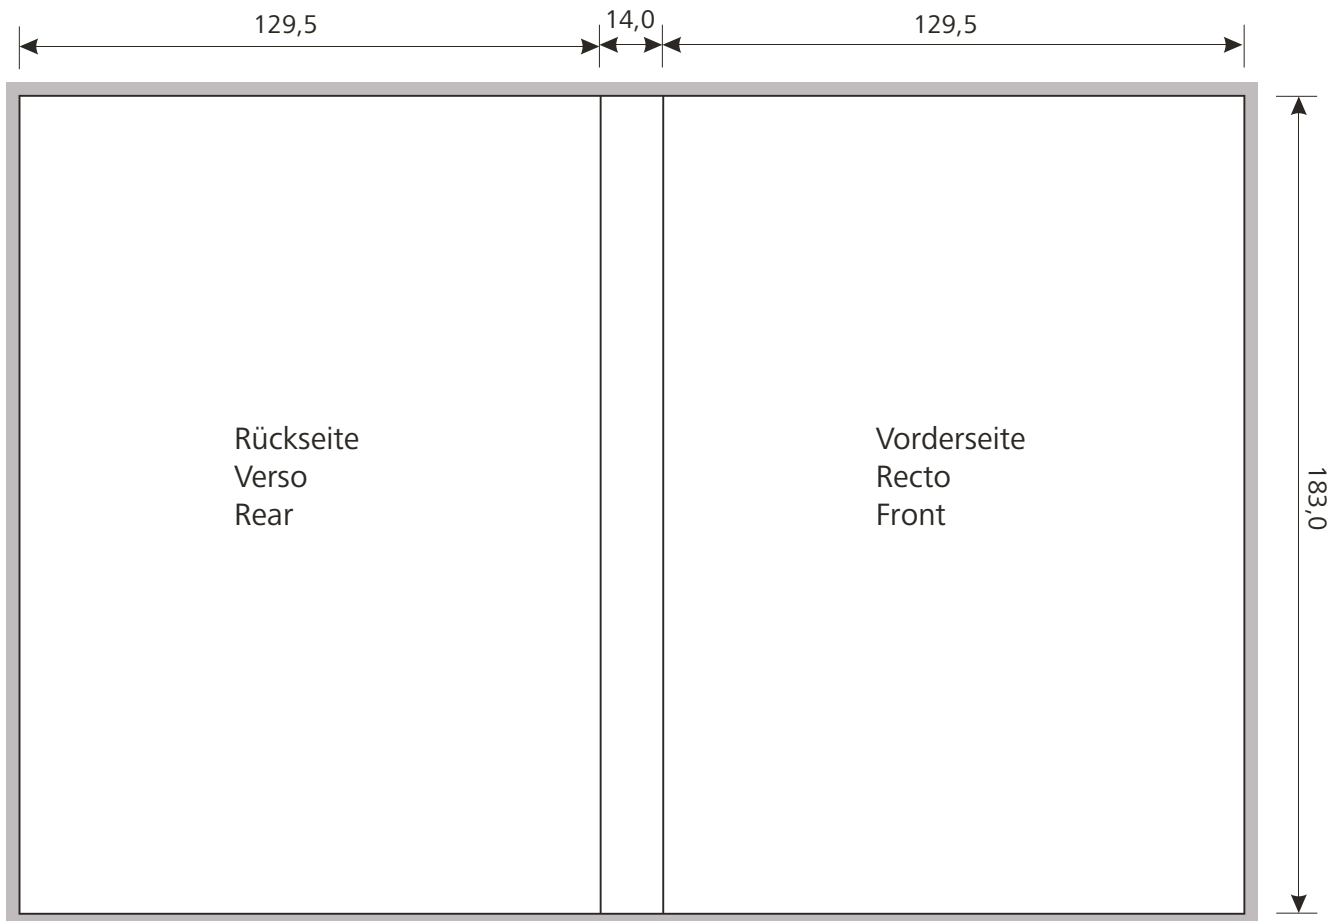 129,5
14,0
129,5
Rückseite
Verso
Rear
Vorderseite
Recto
Front
183,0